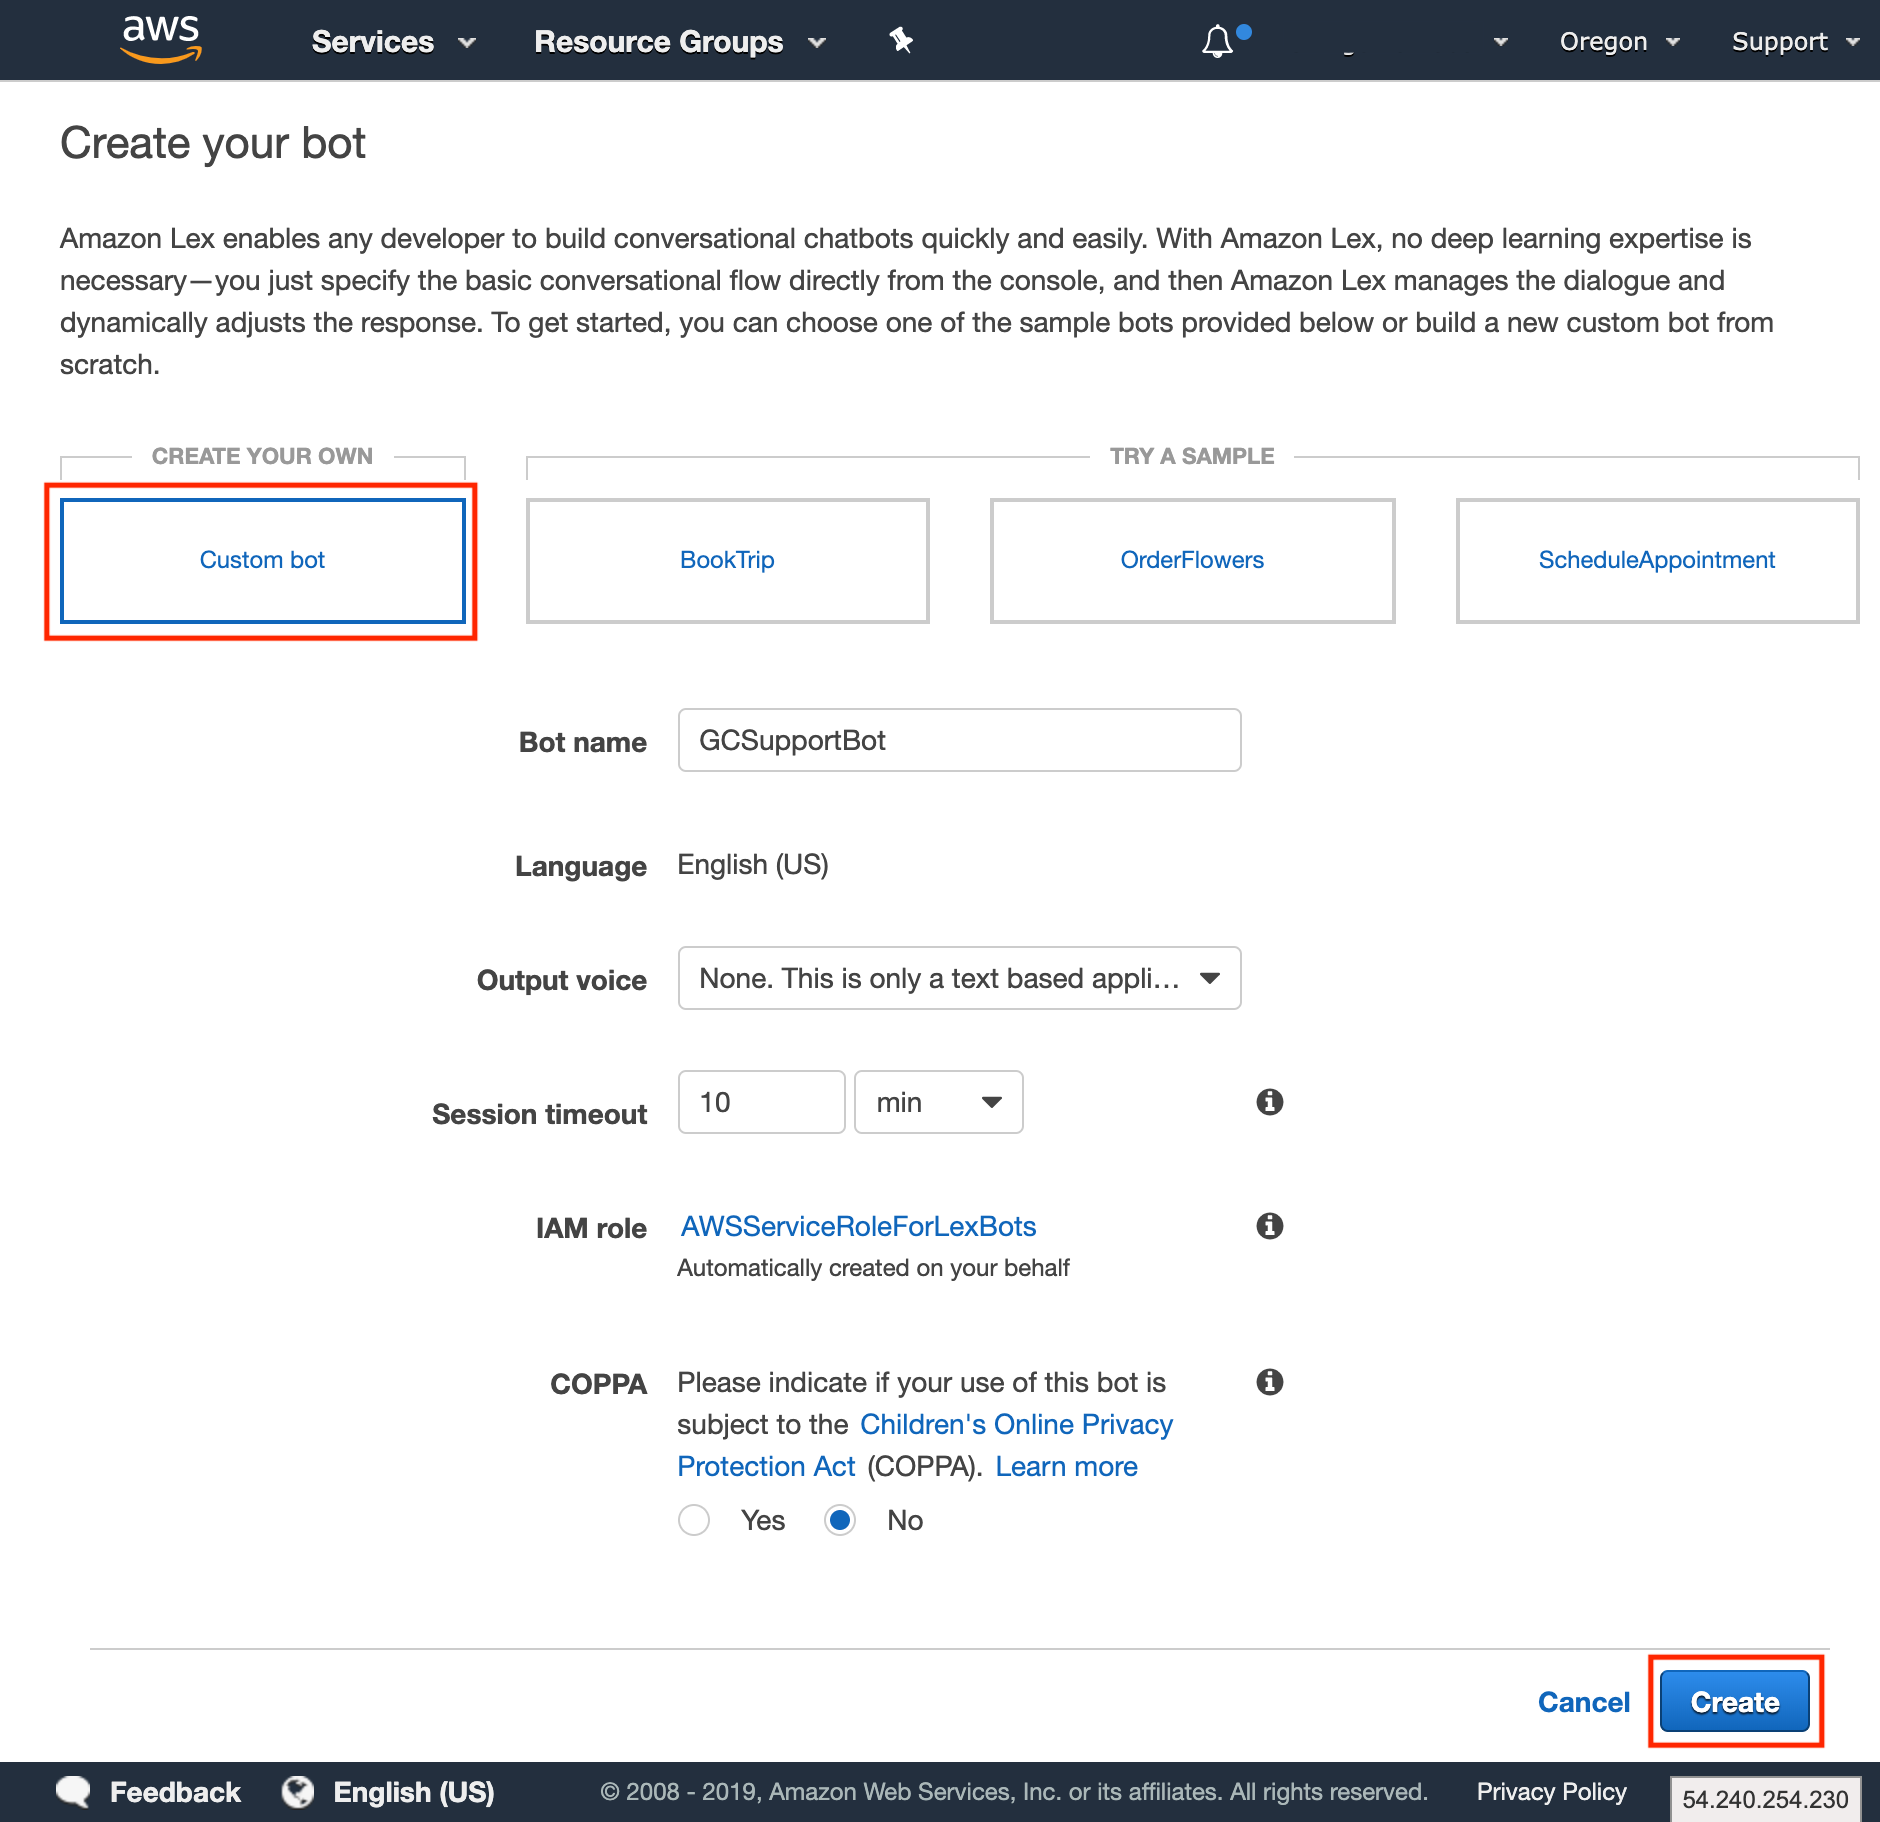 aws
Services
Resource Groups
Oregon
Support
Create your bot
Amazon Lex enables any developer to build conversational chatbots quickly and easily. With Amazon Lex, no deep learning expertise is
necessary—you just specify the basic conversational flow directly from the console, and then Amazon Lex manages the dialogue and
dynamically adjusts the response. To get started, you can choose one of the sample bots provided below or build a new custom bot from
scratch.
CREATE YOUR OWN
TRY A SAMPLE
Custom bot
BookTrip
OrderFlowers
ScheduleAppointment
Bot name
GCSupportBot
Language
English (US)
Output voice
None. This is only a text based appli...
Session timeout
10
min
IAM role
AWSServiceRoleForLexBots
Automatically created on your behalf
COPPA
Please indicate if your use of this bot is
subject to the Children's Online Privacy
Protection Act (COPPA). Learn more
Yes
No
Cancel
Create
Feedback
English (US)
© 2008 - 2019, Amazon Web Services, Inc. or its affiliates. All rights reserved.
Privacy Policy
54.240.254.230